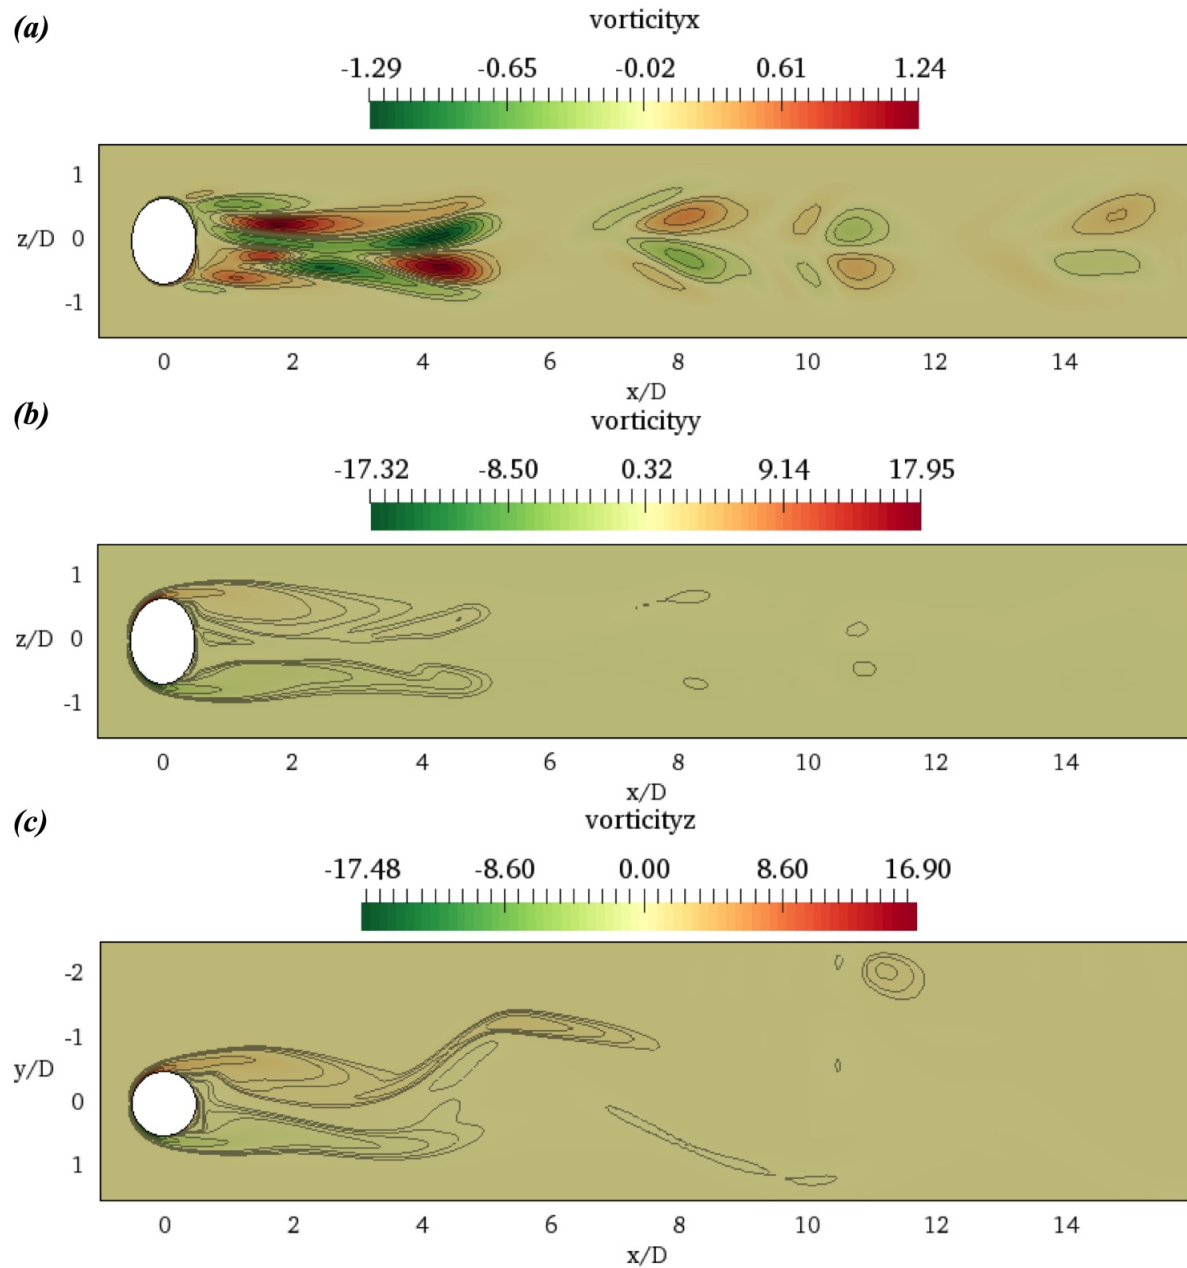 (a)
vorticityx
-1.29 -0.65 -0.02 0.61 1.24
1
z/D 0
-1
0 2 4 6 8 10 12 14
x/D
(b)
vorticityy
-17.32 -8.50 0.32 9.14 17.95
1
z/D 0
-1
0 2 4 6 8 10 12 14
x/D
(c)
vorticityz
-17.48 -8.60 0.00 8.60 16.90
-2
-1
y/D
0
1
0 2 4 6 8 10 12 14
x/D